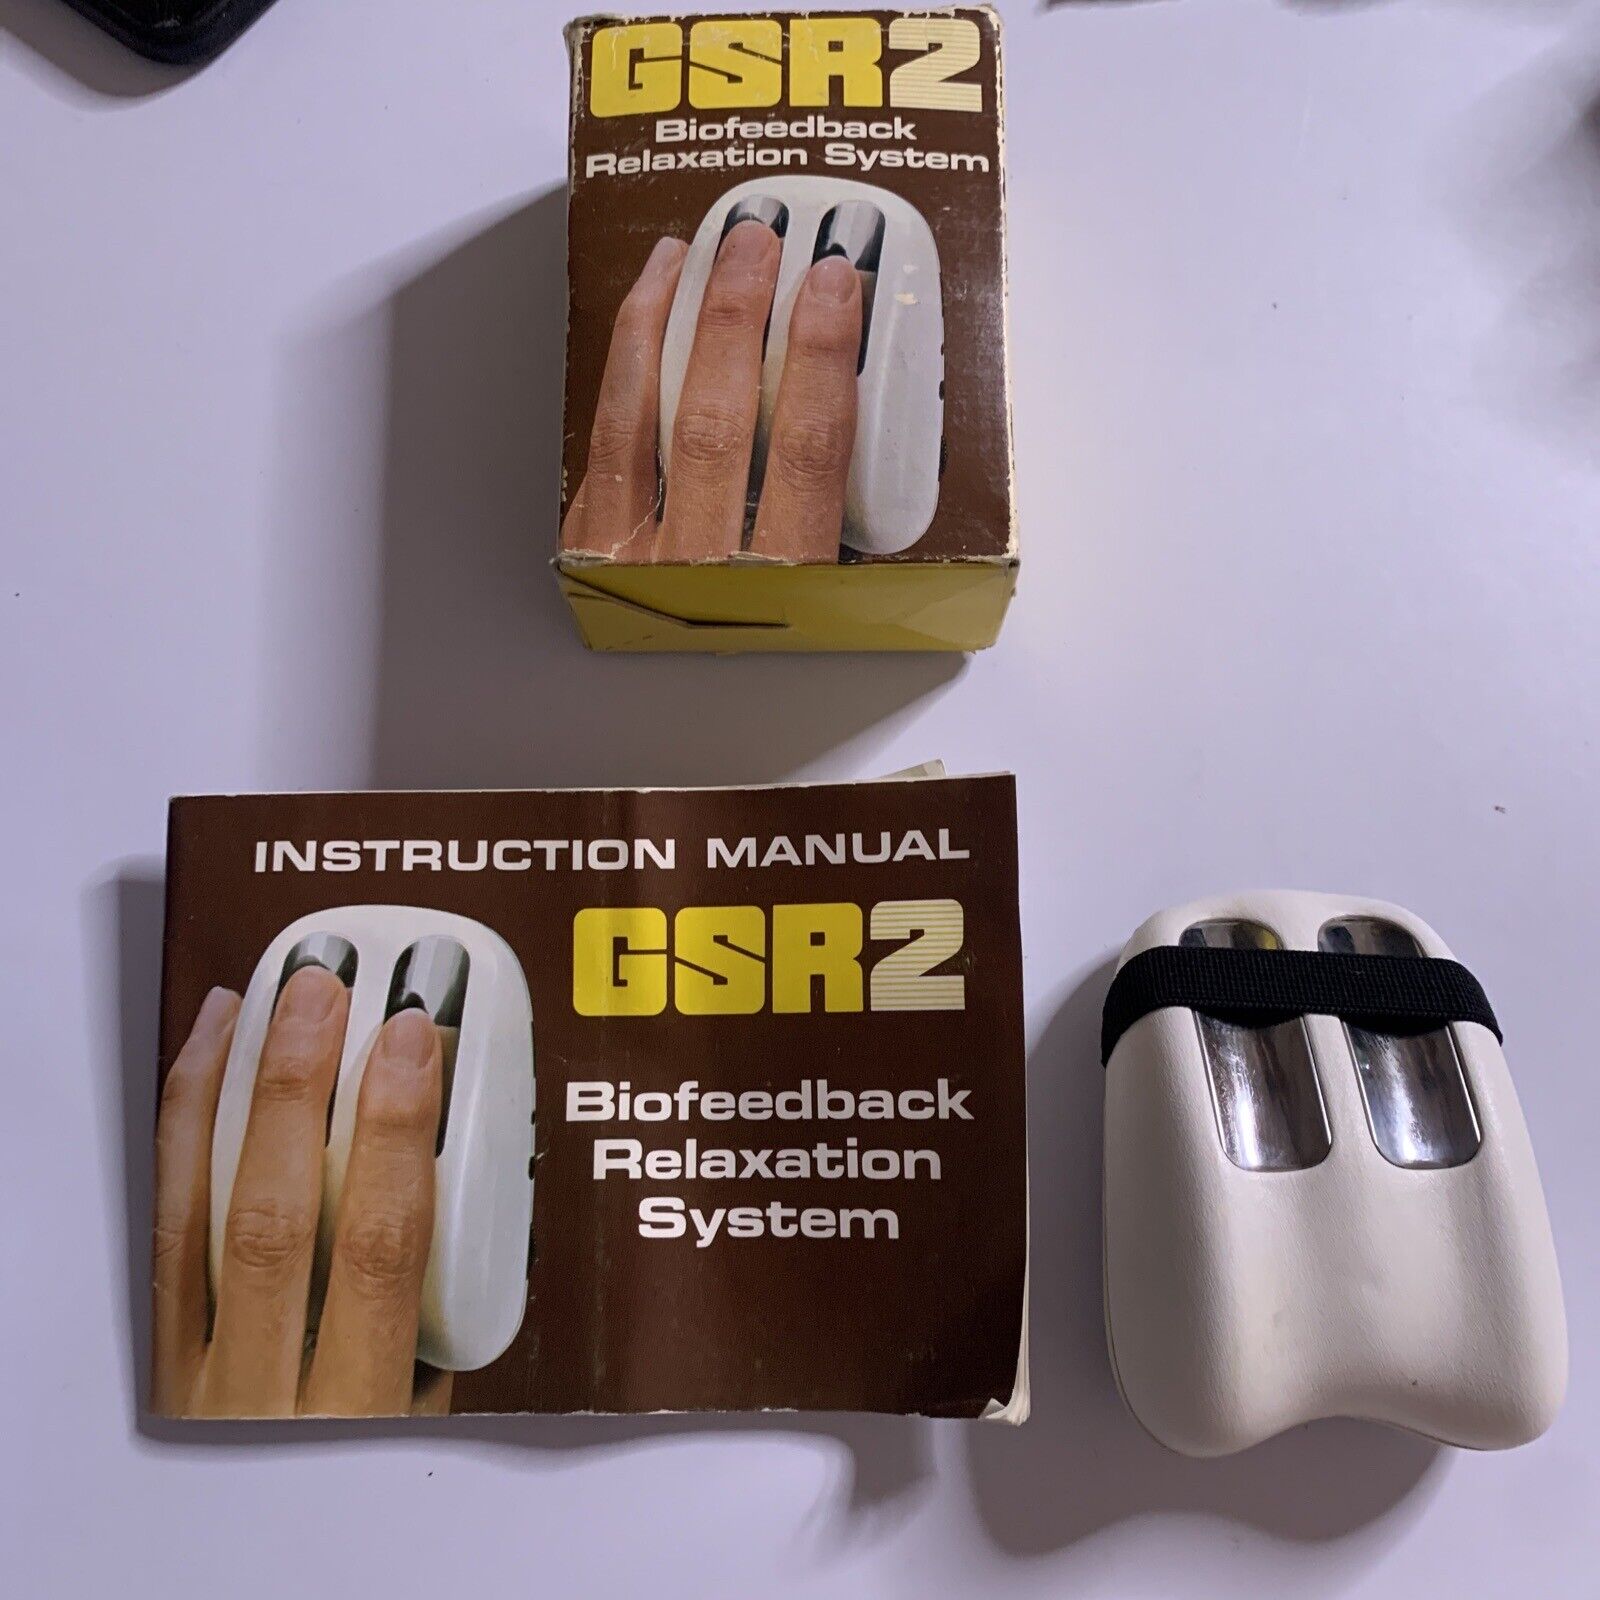 GSR2
Biofeedback
Relaxation System
INSTRUCTION MANUAL
GSR2
Biofeedback
Relaxation
System